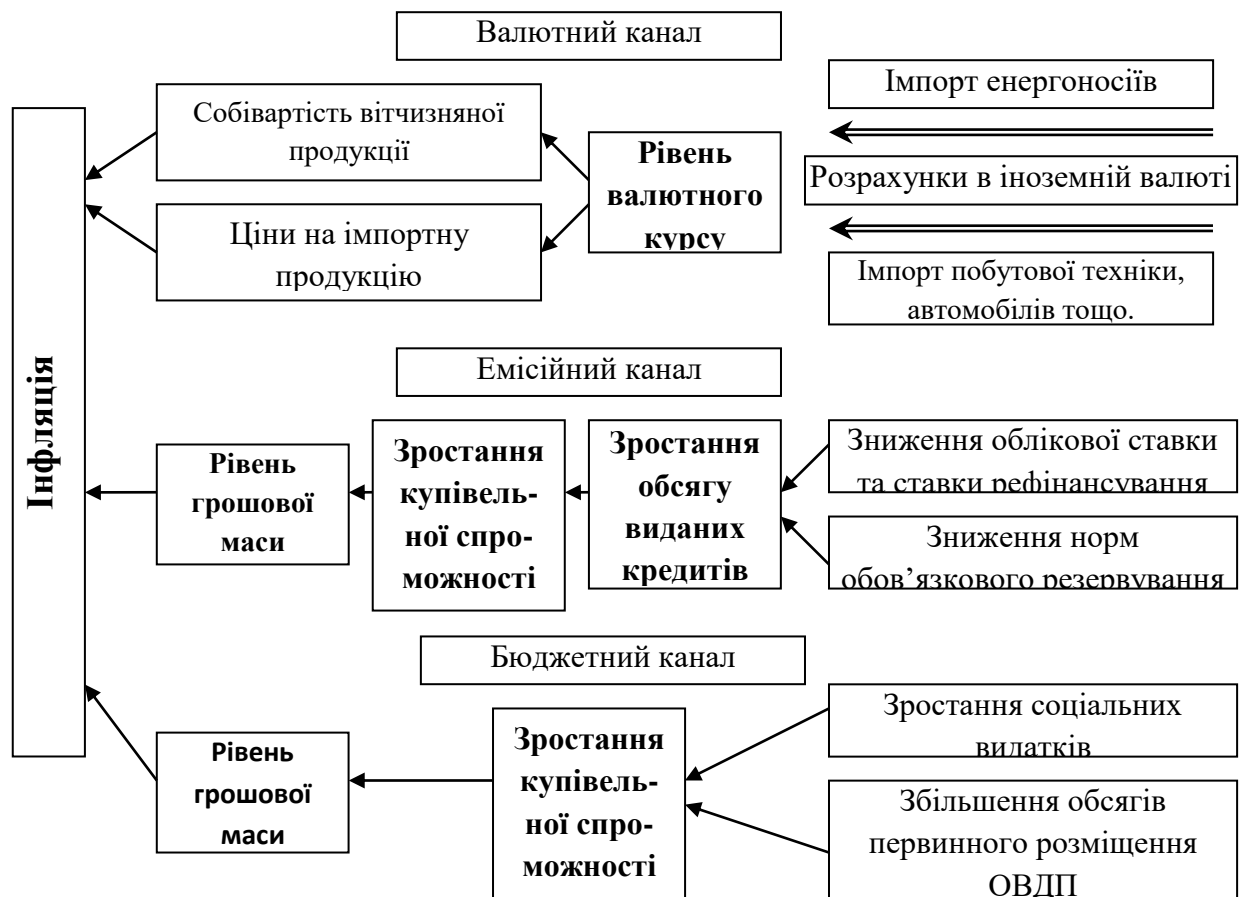 Валютний канал
Собівартість вітчизняної
продукції
Ціни на імпортну
продукцію
Рівень
валютного
курсу
Імпорт енергоносіїв
Розрахунки в іноземній валюті
Імпорт побутової техніки,
автомобілів тощо.
Інфляція
Емісійний канал
Рівень
грошової
маси
Зростання
купівель-
ної спро-
можності
Зростання
обсягу
виданих
кредитів
Зниження облікової ставки
та ставки рефінансування
Зниження норм
обов’язкового резервування
Бюджетний канал
Рівень
грошової
маси
Зростання
купівель-
ної спро-
можності
Зростання соціальних
видатків
Збільшення обсягів
первинного розміщення
ОВДП